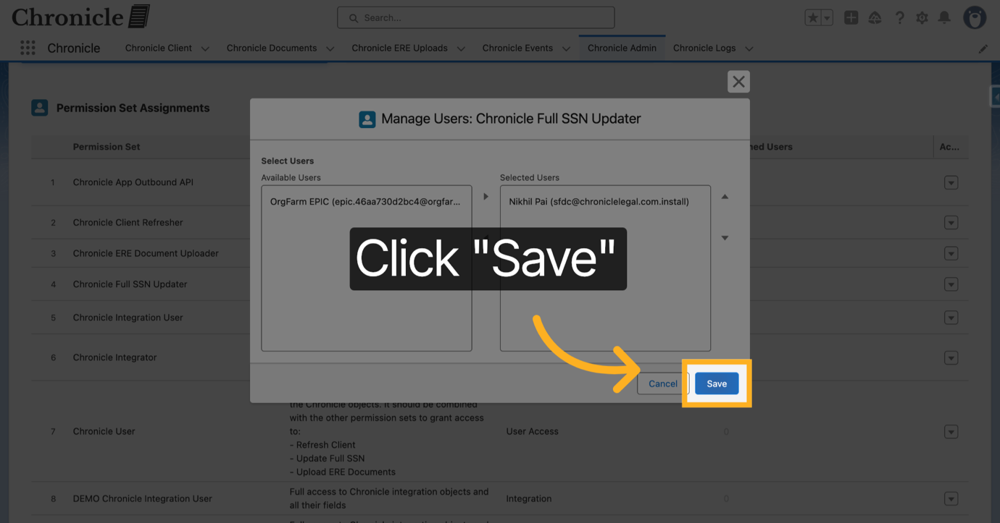 Chronicle
Search...
Chronicle
Chronicle Client
Chronicle Documents
Chronicle ERE Uploads
Chronicle Events
Chronicle Admin
Chronicle Logs
Permission Set Assignments
Manage Users: Chronicle Full SSN Updater
Permission Set
ned Users
Ac...
Select Users
Available Users
Selected Users
OrgFarm EPIC (epic.46aa730d2bc4@orgfar...
Nikhil Pai (sfdc@chroniclelegal.com.install)
1 Chronicle App Outbound API
2 Chronicle Client Refresher
3 Chronicle ERE Document Uploader
4 Chronicle Full SSN Updater
5 Chronicle Integration User
6 Chronicle Integrator
Click "Save"
Cancel
Save
the Chronicle objects. It should be combined
with the other permission sets to grant access
to:
7 Chronicle User
User Access
0
- Refresh Client
- Update Full SSN
- Upload ERE Documents
8 DEMO Chronicle Integration User
Full access to Chronicle integration objects and
all their fields
Integration
0